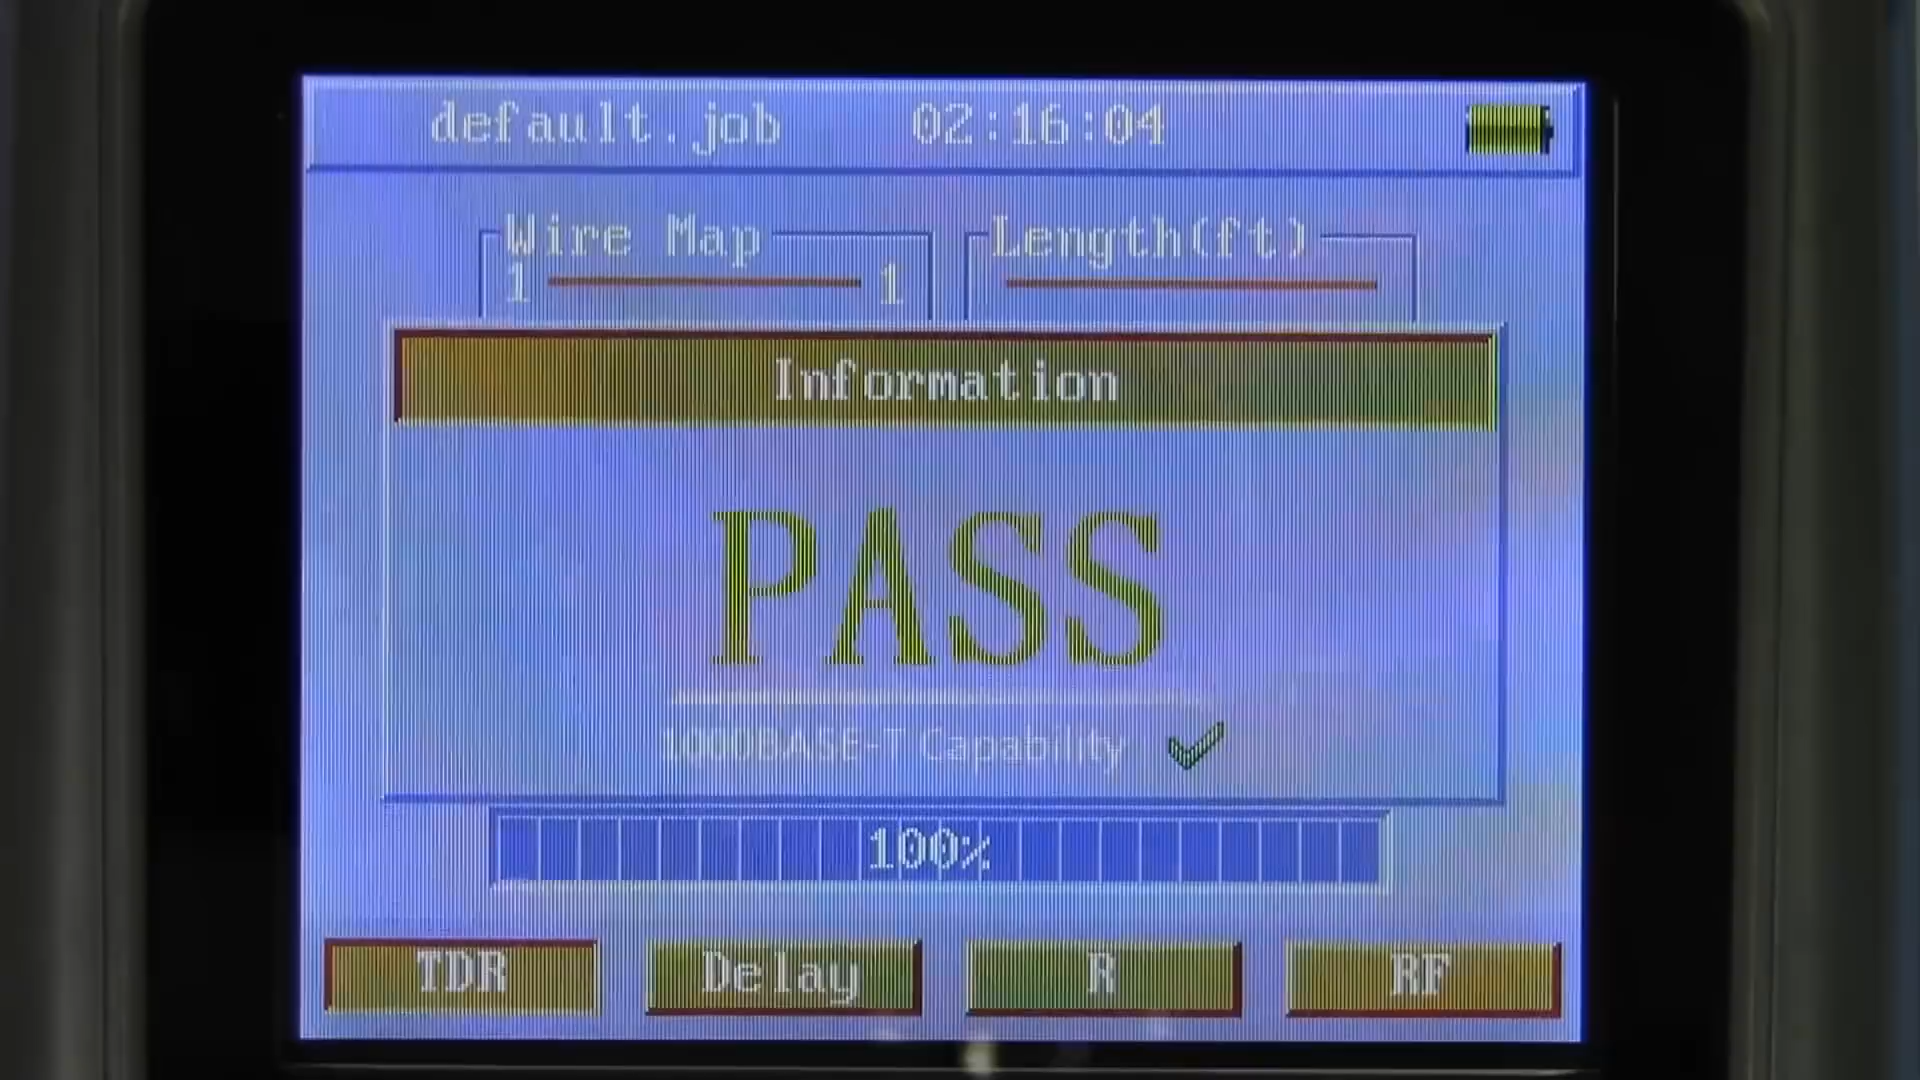 default.job 02:16:04
Wire Map Length(ft)
1 1
Information
PASS
1000BASE-T Capability
100%
TDR Delay R RF